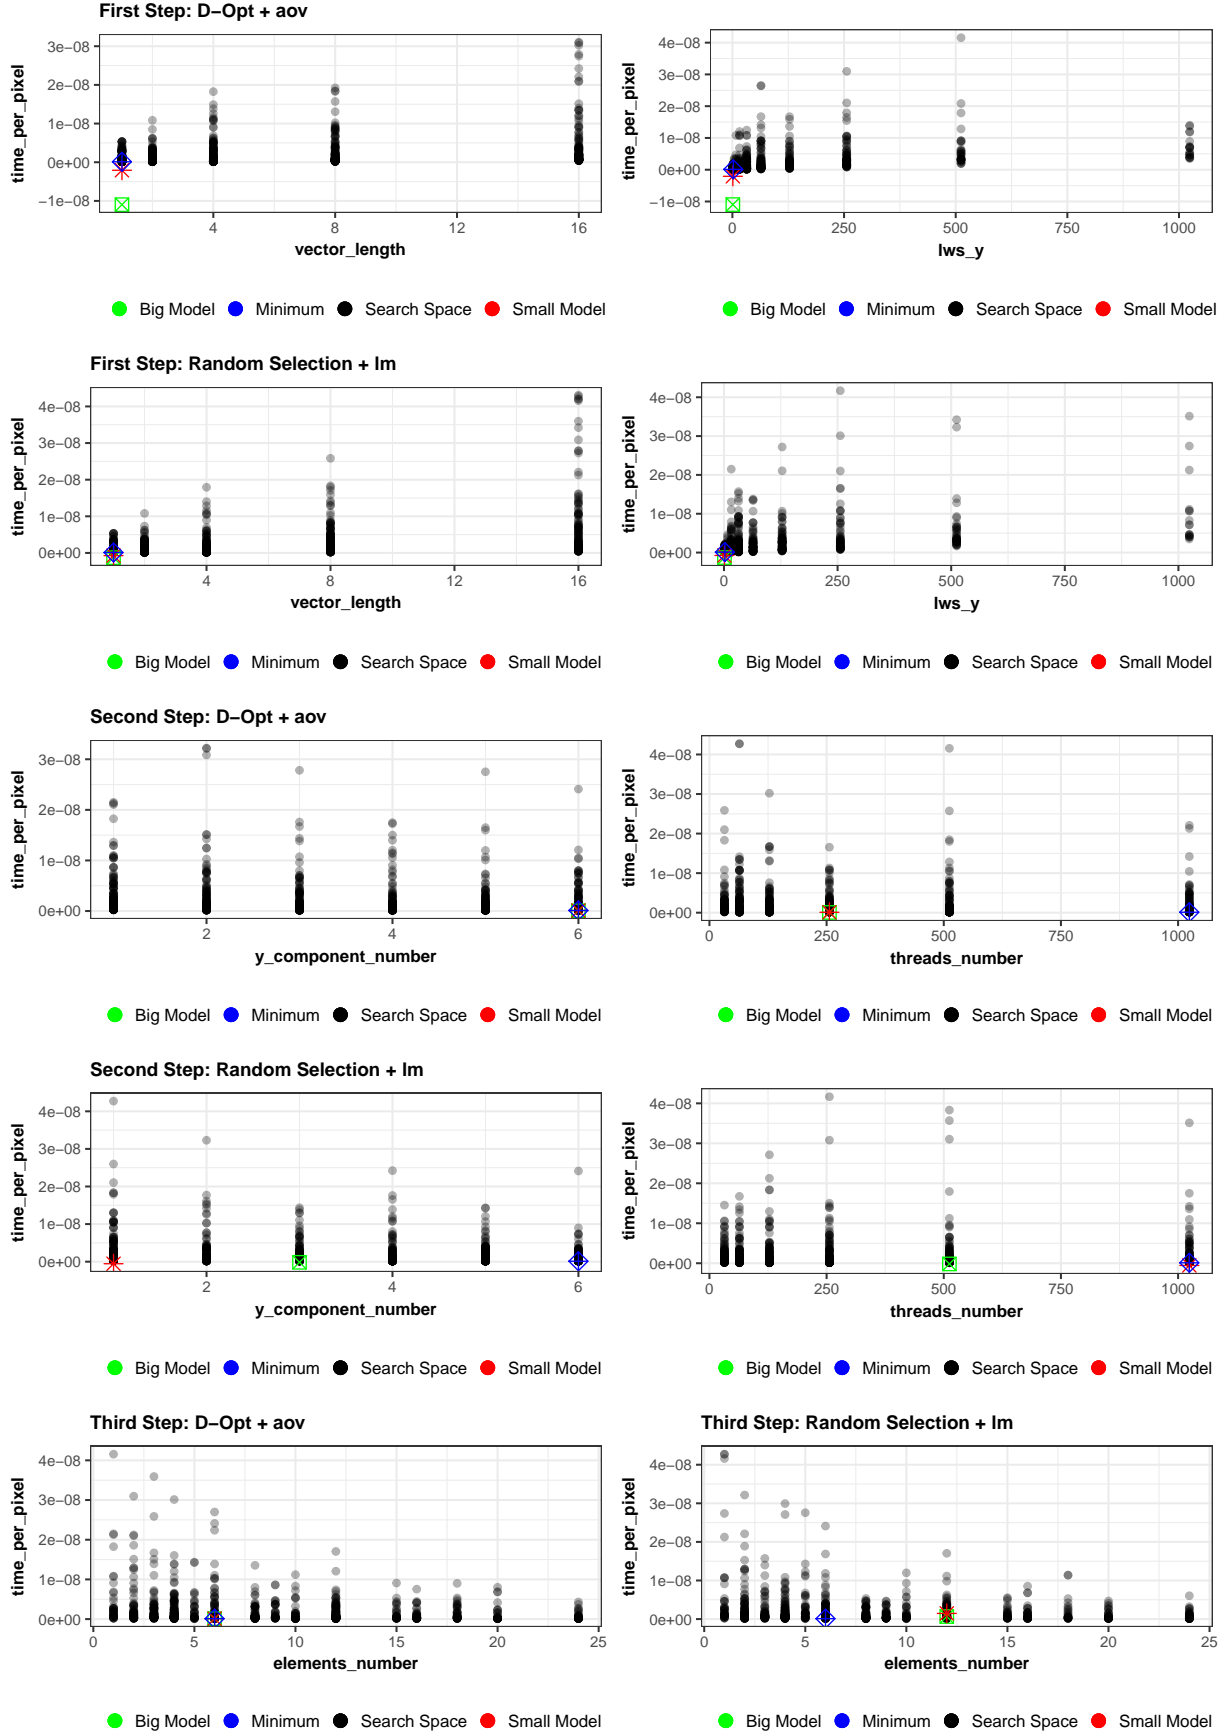 First Step: D−Opt + aov
time_per_pixel
3e−08
2e−08
1e−08
0e+00
−1e−08
4 8 12 16
vector_length
time_per_pixel
4e−08
3e−08
2e−08
1e−08
0e+00
−1e−08
0 250 500 750 1000
lws_y
Big Model Minimum Search Space Small Model
Big Model Minimum Search Space Small Model
First Step: Random Selection + lm
time_per_pixel
4e−08
3e−08
2e−08
1e−08
0e+00
4 8 12 16
vector_length
time_per_pixel
4e−08
3e−08
2e−08
1e−08
0e+00
0 250 500 750 1000
lws_y
Big Model Minimum Search Space Small Model
Big Model Minimum Search Space Small Model
Second Step: D−Opt + aov
time_per_pixel
3e−08
2e−08
1e−08
0e+00
2 4 6
y_component_number
time_per_pixel
4e−08
3e−08
2e−08
1e−08
0e+00
0 250 500 750 1000
threads_number
Big Model Minimum Search Space Small Model
Big Model Minimum Search Space Small Model
Second Step: Random Selection + lm
time_per_pixel
4e−08
3e−08
2e−08
1e−08
0e+00
2 4 6
y_component_number
time_per_pixel
4e−08
3e−08
2e−08
1e−08
0e+00
0 250 500 750 1000
threads_number
Big Model Minimum Search Space Small Model
Big Model Minimum Search Space Small Model
Third Step: D−Opt + aov
time_per_pixel
4e−08
3e−08
2e−08
1e−08
0e+00
0 5 10 15 20 25
elements_number
Third Step: Random Selection + lm
time_per_pixel
4e−08
3e−08
2e−08
1e−08
0e+00
0 5 10 15 20 25
elements_number
Big Model Minimum Search Space Small Model
Big Model Minimum Search Space Small Model